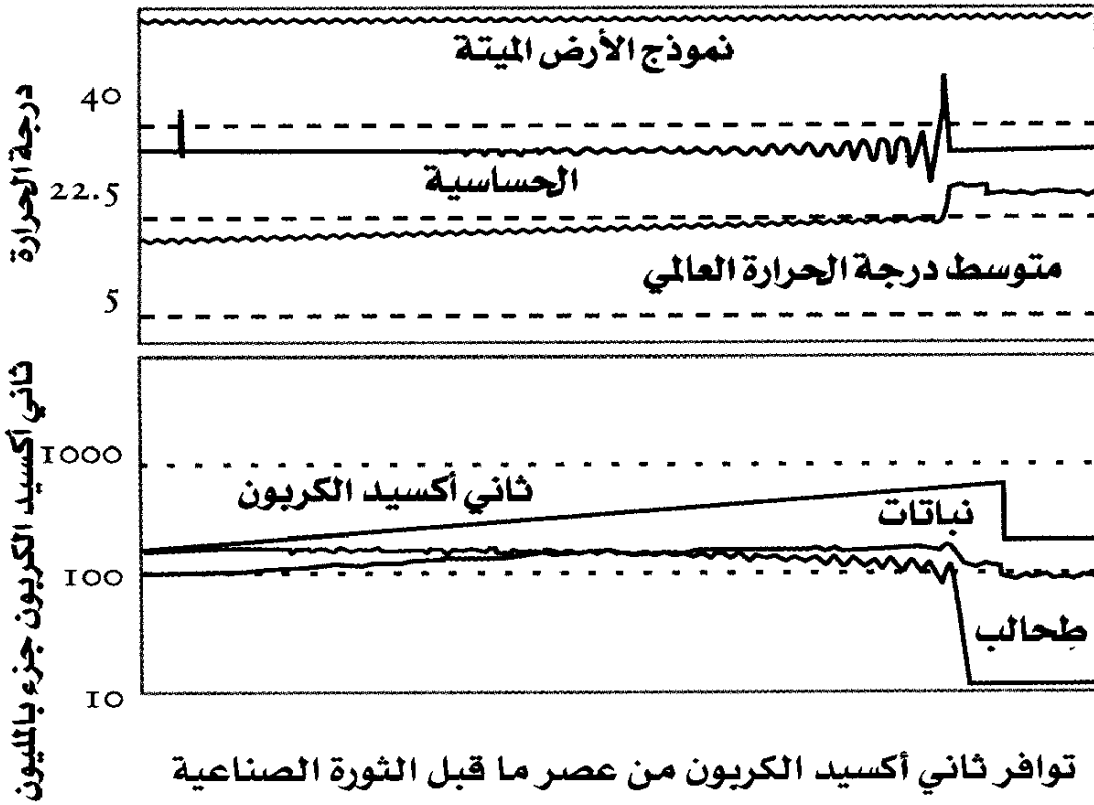 نموذج الأرض الميتة
درجة الحرارة
40
الحساسية
22.5
متوسط درجة الحرارة العالمي
5
ثاني أكسيد الكربون جزء بالمليون
1000
ثاني أكسيد الكربون
نباتات
100
طحالب
10
توافر ثاني أكسيد الكربون من عصر ما قبل الثورة الصناعية